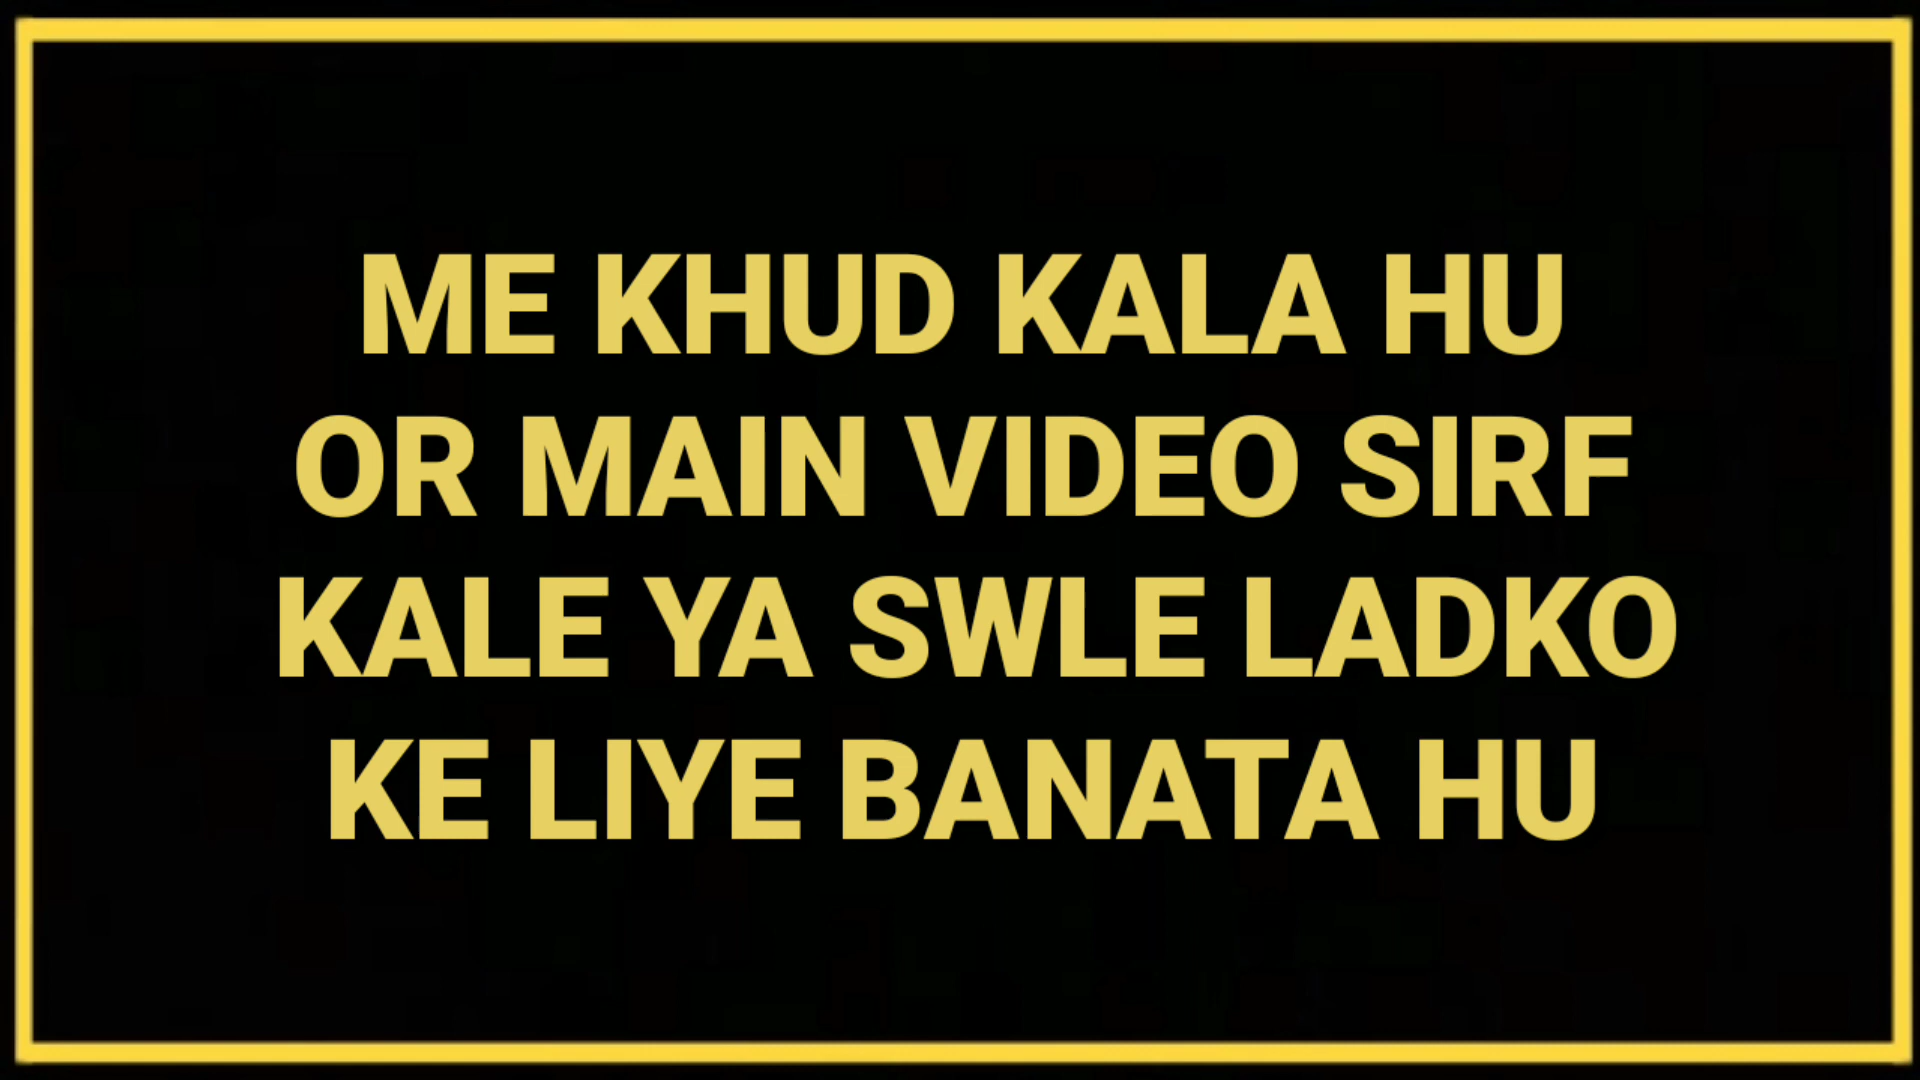 ME KHUD KALA HU
OR MAIN VIDEO SIRF
KALE YA SWLE LADKO
KE LIYE BANATA HU